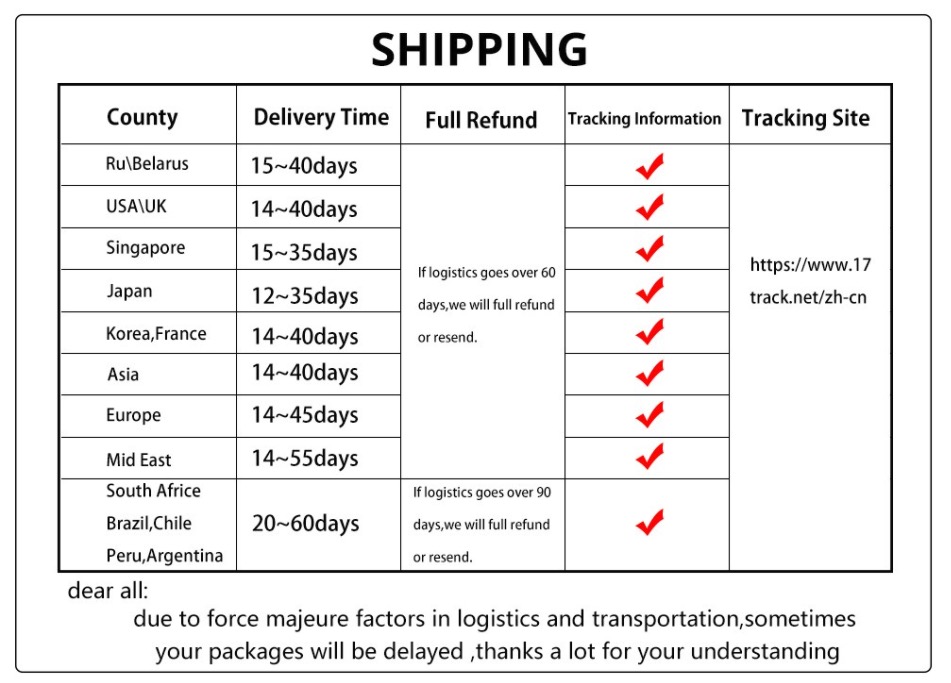 SHIPPING
County Delivery Time Full Refund Tracking Information Tracking Site
Ru\Belarus 15~40days
USA\UK 14~40days
Singapore 15~35days
Japan 12~35days
Korea,France 14~40days
Asia 14~40days
Europe 14~45days
Mid East 14~55days
If logistics goes over 60
days,we will full refund
or resend.
https://www.17
track.net/zh-cn
South Africe
Brazil,Chile
Peru,Argentina
20~60days
If logistics goes over 90
days,we will full refund
or resend.
dear all:
due to force majeure factors in logistics and transportation,sometimes
your packages will be delayed ,thanks a lot for your understanding